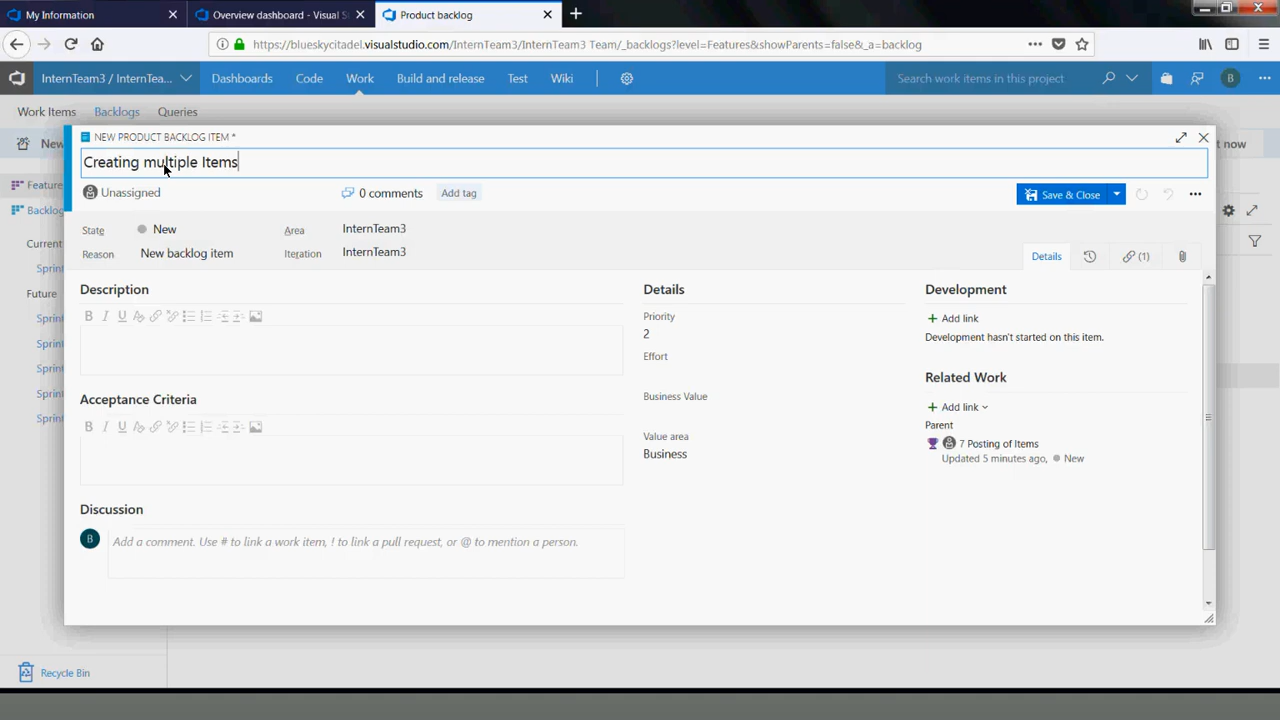 My Information
Overview dashboard - Visual St
Product backlog
https://blueskycitadel.visualstudio.com/InternTeam3/InternTeam3 Team/_backlogs?level=Features&showParents=false&_a=backlog
InternTeam3 / InternTea...
Dashboards
Code
Work
Build and release
Test
Wiki
Search work items in this project
B
Work Items
Backlogs
Queries
New
t now
NEW PRODUCT BACKLOG ITEM *
Creating multiple Items
Unassigned
0 comments
Add tag
Save & Close
State
New
Area
InternTeam3
Reason
New backlog item
Iteration
InternTeam3
Details
(1)
Feature
Backlog
Current
Sprint
Future
Sprint
Sprint
Sprint
Sprint
Sprint
Description
B I U
Acceptance Criteria
B I U
Discussion
B
Add a comment. Use # to link a work item, ! to link a pull request, or @ to mention a person.
Details
Priority
2
Effort
Business Value
Value area
Business
Development
+ Add link
Development hasn't started on this item.
Related Work
+ Add link
Parent
7 Posting of Items
Updated 5 minutes ago, New
Recycle Bin